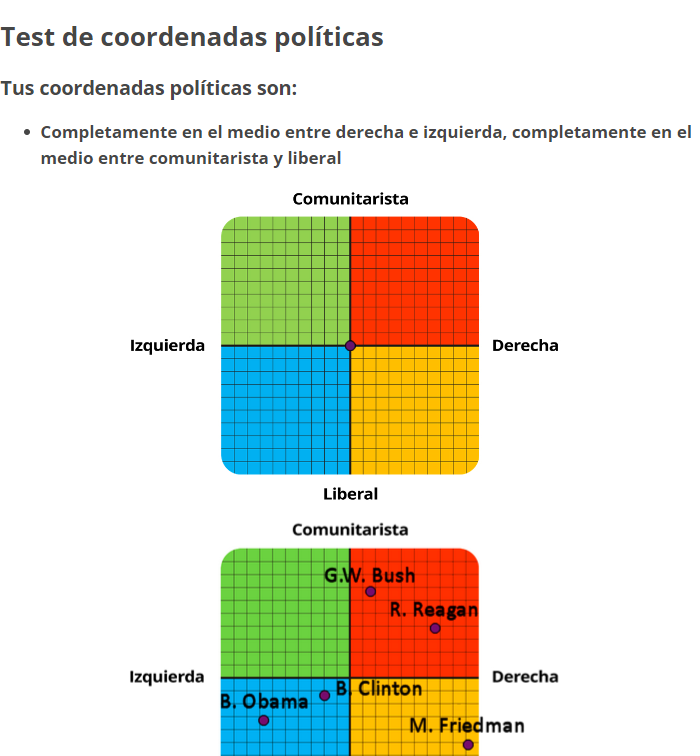 Test de coordenadas políticas
Tus coordenadas políticas son:
Completamente en el medio entre derecha e izquierda, completamente en el
medio entre comunitarista y liberal
Comunitarista
Izquierda
Derecha
Liberal
Comunitarista
G.W. Bush
R. Reagan
Izquierda
Derecha
B. Clinton
B. Obama
M. Friedman